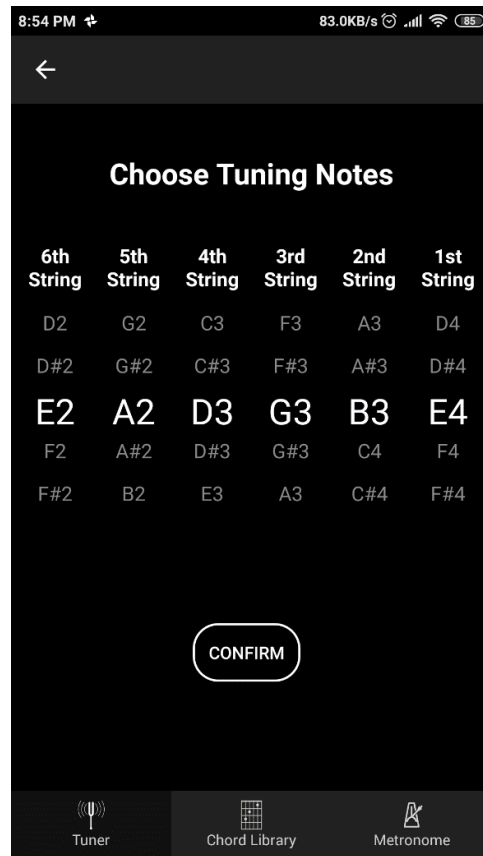 8:54 PM 83.0KB/s 85
Choose Tuning Notes
6th 5th 4th 3rd 2nd 1st
String String String String String String
D2 G2 C3 F3 A3 D4
D#2 G#2 C#3 F#3 A#3 D#4
E2 A2 D3 G3 B3 E4
F2 A#2 D#3 G#3 C4 F4
F#2 B2 E3 A3 C#4 F#4
CONFIRM
Tuner Chord Library Metronome